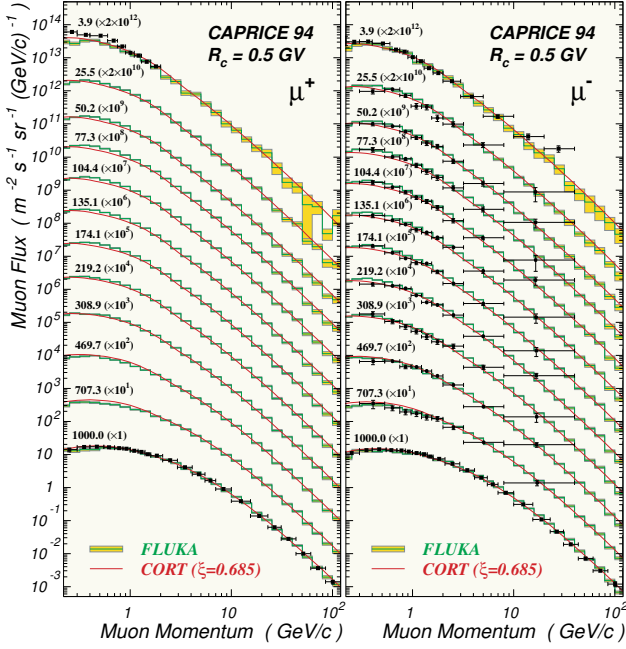 Muon Flux ( m^-2 s^-1 sr^-1 (GeV/c)^-1 )
10^14
10^13
10^12
10^11
10^10
10^9
10^8
10^7
10^6
10^5
10^4
10^3
10^2
10
1
10^-1
10^-2
10^-3
CAPRICE 94
R_c = 0.5 GV
μ^+
3.9 (×2×10^12)
25.5 (×2×10^10)
50.2 (×10^9)
77.3 (×10^8)
104.4 (×10^7)
135.1 (×10^6)
174.1 (×10^5)
219.2 (×10^4)
308.9 (×10^3)
469.7 (×10^2)
707.3 (×10^1)
1000.0 (×1)
FLUKA
CORT (ξ=0.685)
1 10 10^2
Muon Momentum ( GeV/c )
CAPRICE 94
R_c = 0.5 GV
μ^-
3.9 (×2×10^12)
25.5 (×2×10^10)
50.2 (×10^9)
77.3 (×10^8)
104.4 (×10^7)
135.1 (×10^6)
174.1 (×10^5)
219.2 (×10^4)
308.9 (×10^3)
469.7 (×10^2)
707.3 (×10^1)
1000.0 (×1)
FLUKA
CORT (ξ=0.685)
1 10 10^2
Muon Momentum ( GeV/c )